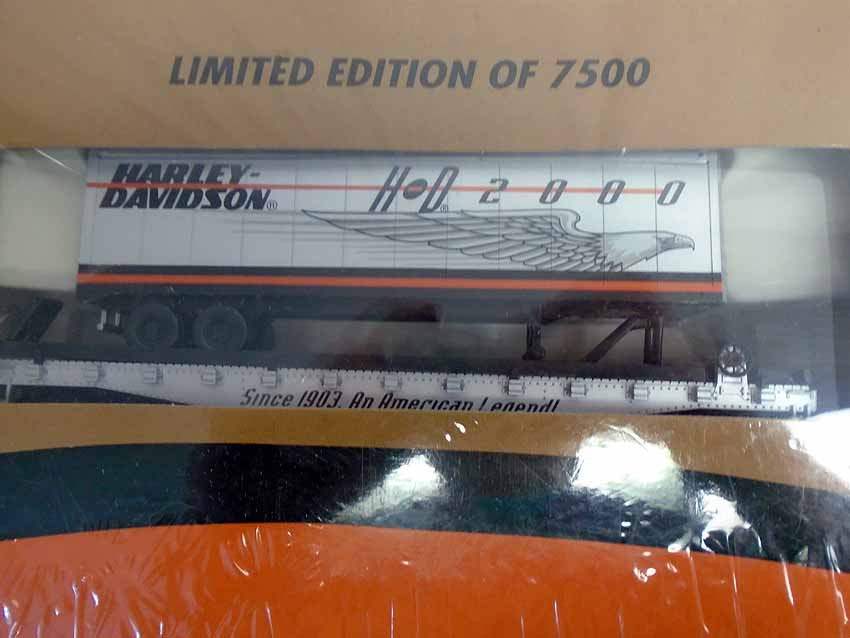 LIMITED EDITION OF 7500
HARLEY-
DAVIDSON®
H-D® 2000
Since 1903, An American Legend!